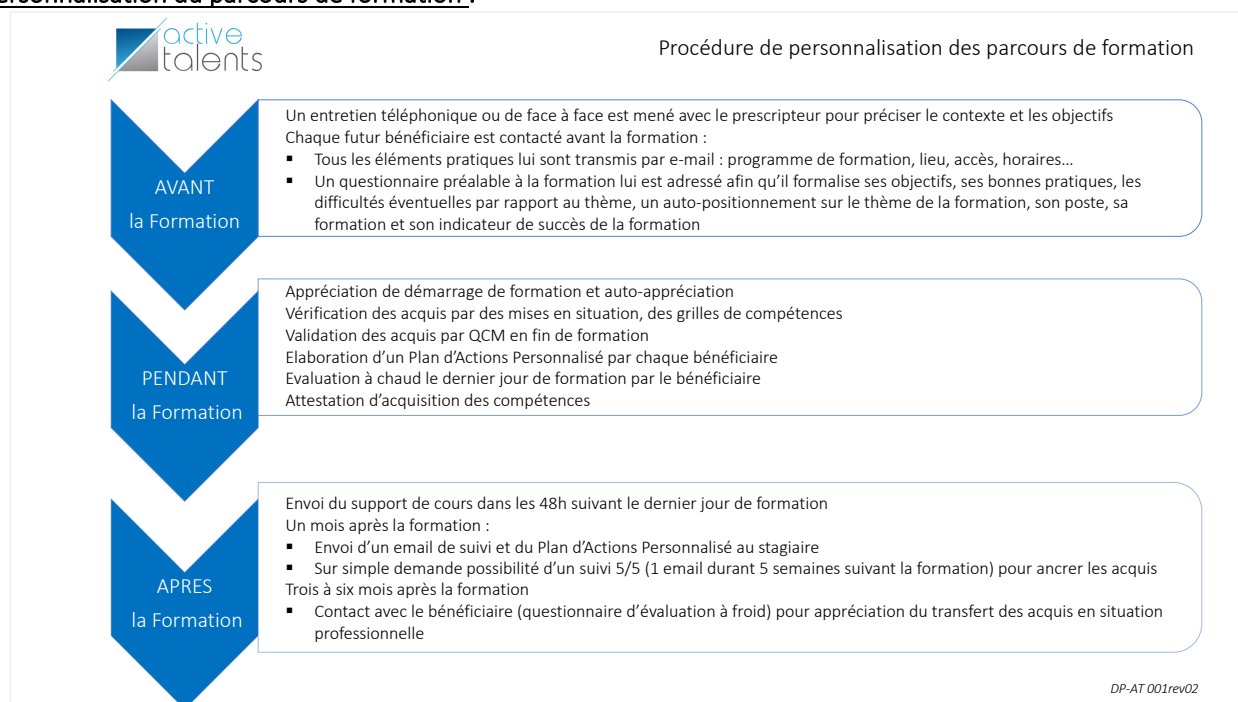 ersonnalisation du parcours de formation :
active
talents
Procédure de personnalisation des parcours de formation
AVANT
la Formation
Un entretien téléphonique ou de face à face est mené avec le prescripteur pour préciser le contexte et les objectifs
Chaque futur bénéficiaire est contacté avant la formation :
▪ Tous les éléments pratiques lui sont transmis par e-mail : programme de formation, lieu, accès, horaires…
▪ Un questionnaire préalable à la formation lui est adressé afin qu'il formalise ses objectifs, ses bonnes pratiques, les
difficultés éventuelles par rapport au thème, un auto-positionnement sur le thème de la formation, son poste, sa
formation et son indicateur de succès de la formation
PENDANT
la Formation
Appréciation de démarrage de formation et auto-appréciation
Vérification des acquis par des mises en situation, des grilles de compétences
Validation des acquis par QCM en fin de formation
Elaboration d'un Plan d'Actions Personnalisé par chaque bénéficiaire
Evaluation à chaud le dernier jour de formation par le bénéficiaire
Attestation d'acquisition des compétences
APRES
la Formation
Envoi du support de cours dans les 48h suivant le dernier jour de formation
Un mois après la formation :
▪ Envoi d'un email de suivi et du Plan d'Actions Personnalisé au stagiaire
▪ Sur simple demande possibilité d'un suivi 5/5 (1 email durant 5 semaines suivant la formation) pour ancrer les acquis
Trois à six mois après la formation
▪ Contact avec le bénéficiaire (questionnaire d'évaluation à froid) pour appréciation du transfert des acquis en situation
professionnelle
DP-AT 001rev02